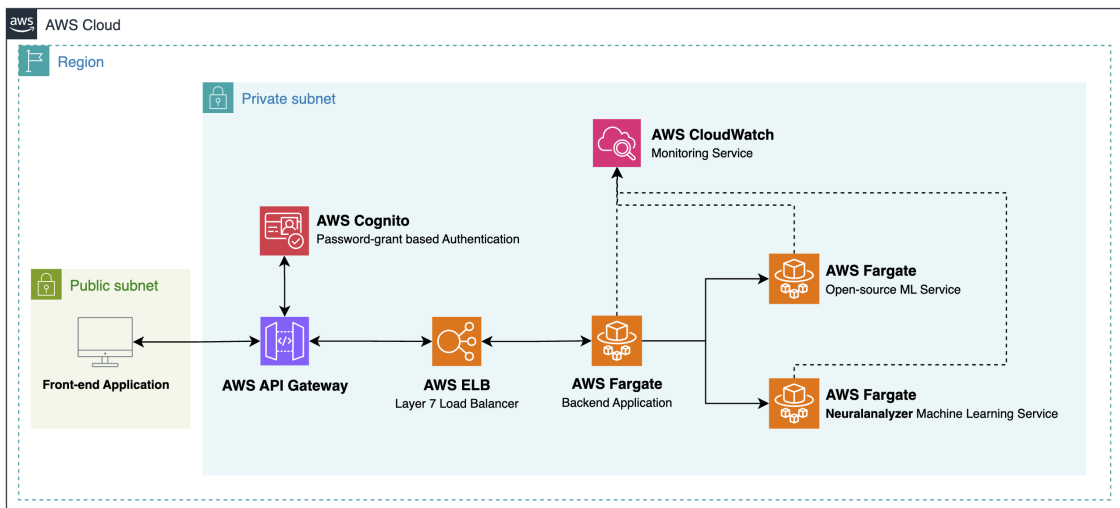 aws
AWS Cloud
Region
Private subnet
AWS CloudWatch
Monitoring Service
AWS Cognito
Password-grant based Authentication
AWS Fargate
Open-source ML Service
Public subnet
</>
Front-end Application
AWS API Gateway
AWS ELB
Layer 7 Load Balancer
AWS Fargate
Backend Application
AWS Fargate
Neuralanalyzer Machine Learning Service